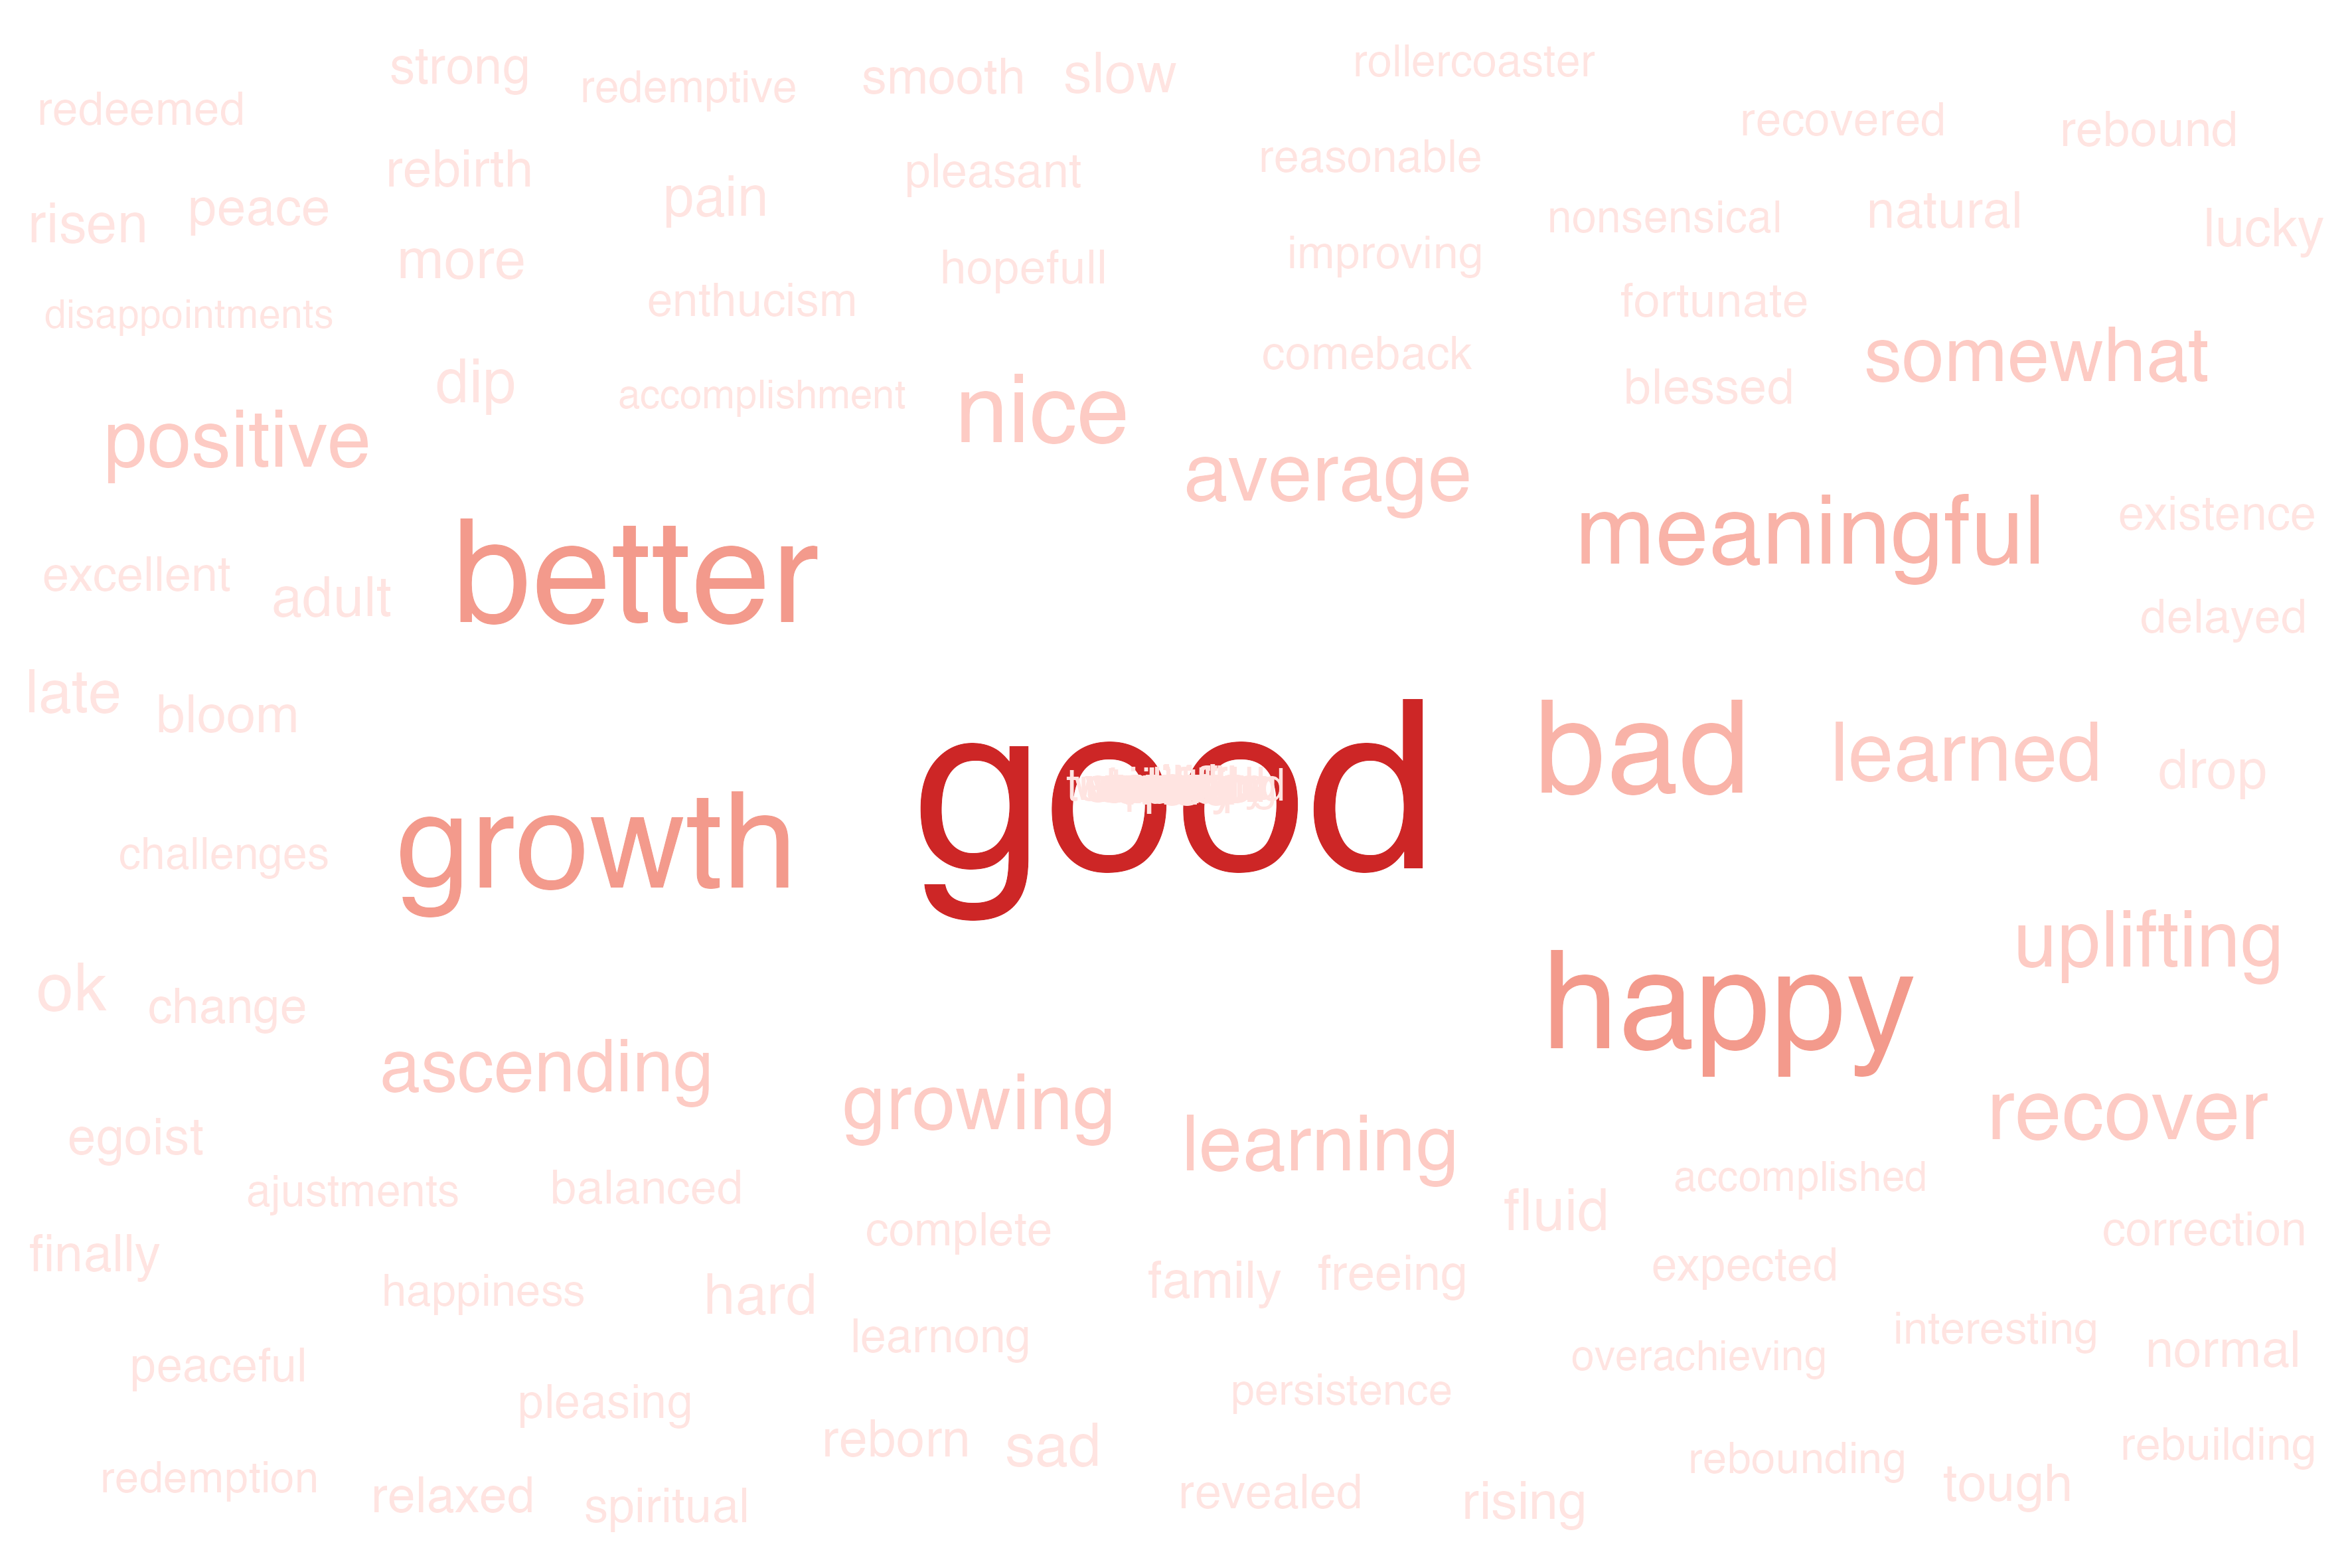 strong
redemptive
smooth
slow
rollercoaster
redeemed
recovered
rebound
rebirth
pleasant
reasonable
risen
peace
pain
nonsensical
natural
lucky
more
hopefull
improving
disappointments
enthucism
fortunate
somewhat
dip
accomplishment
nice
comeback
blessed
positive
average
better
meaningful
existence
excellent
adult
delayed
late
bloom
good
bad
learned
drop
challenges
growth
uplifting
ok
change
happy
ascending
growing
learning
recover
egoist
ajustments
balanced
fluid
accomplished
finally
complete
correction
happiness
hard
family
freeing
expected
peaceful
learnong
overachieving
interesting
normal
pleasing
persistence
reborn
sad
rebounding
rebuilding
redemption
relaxed
spiritual
revealed
rising
tough